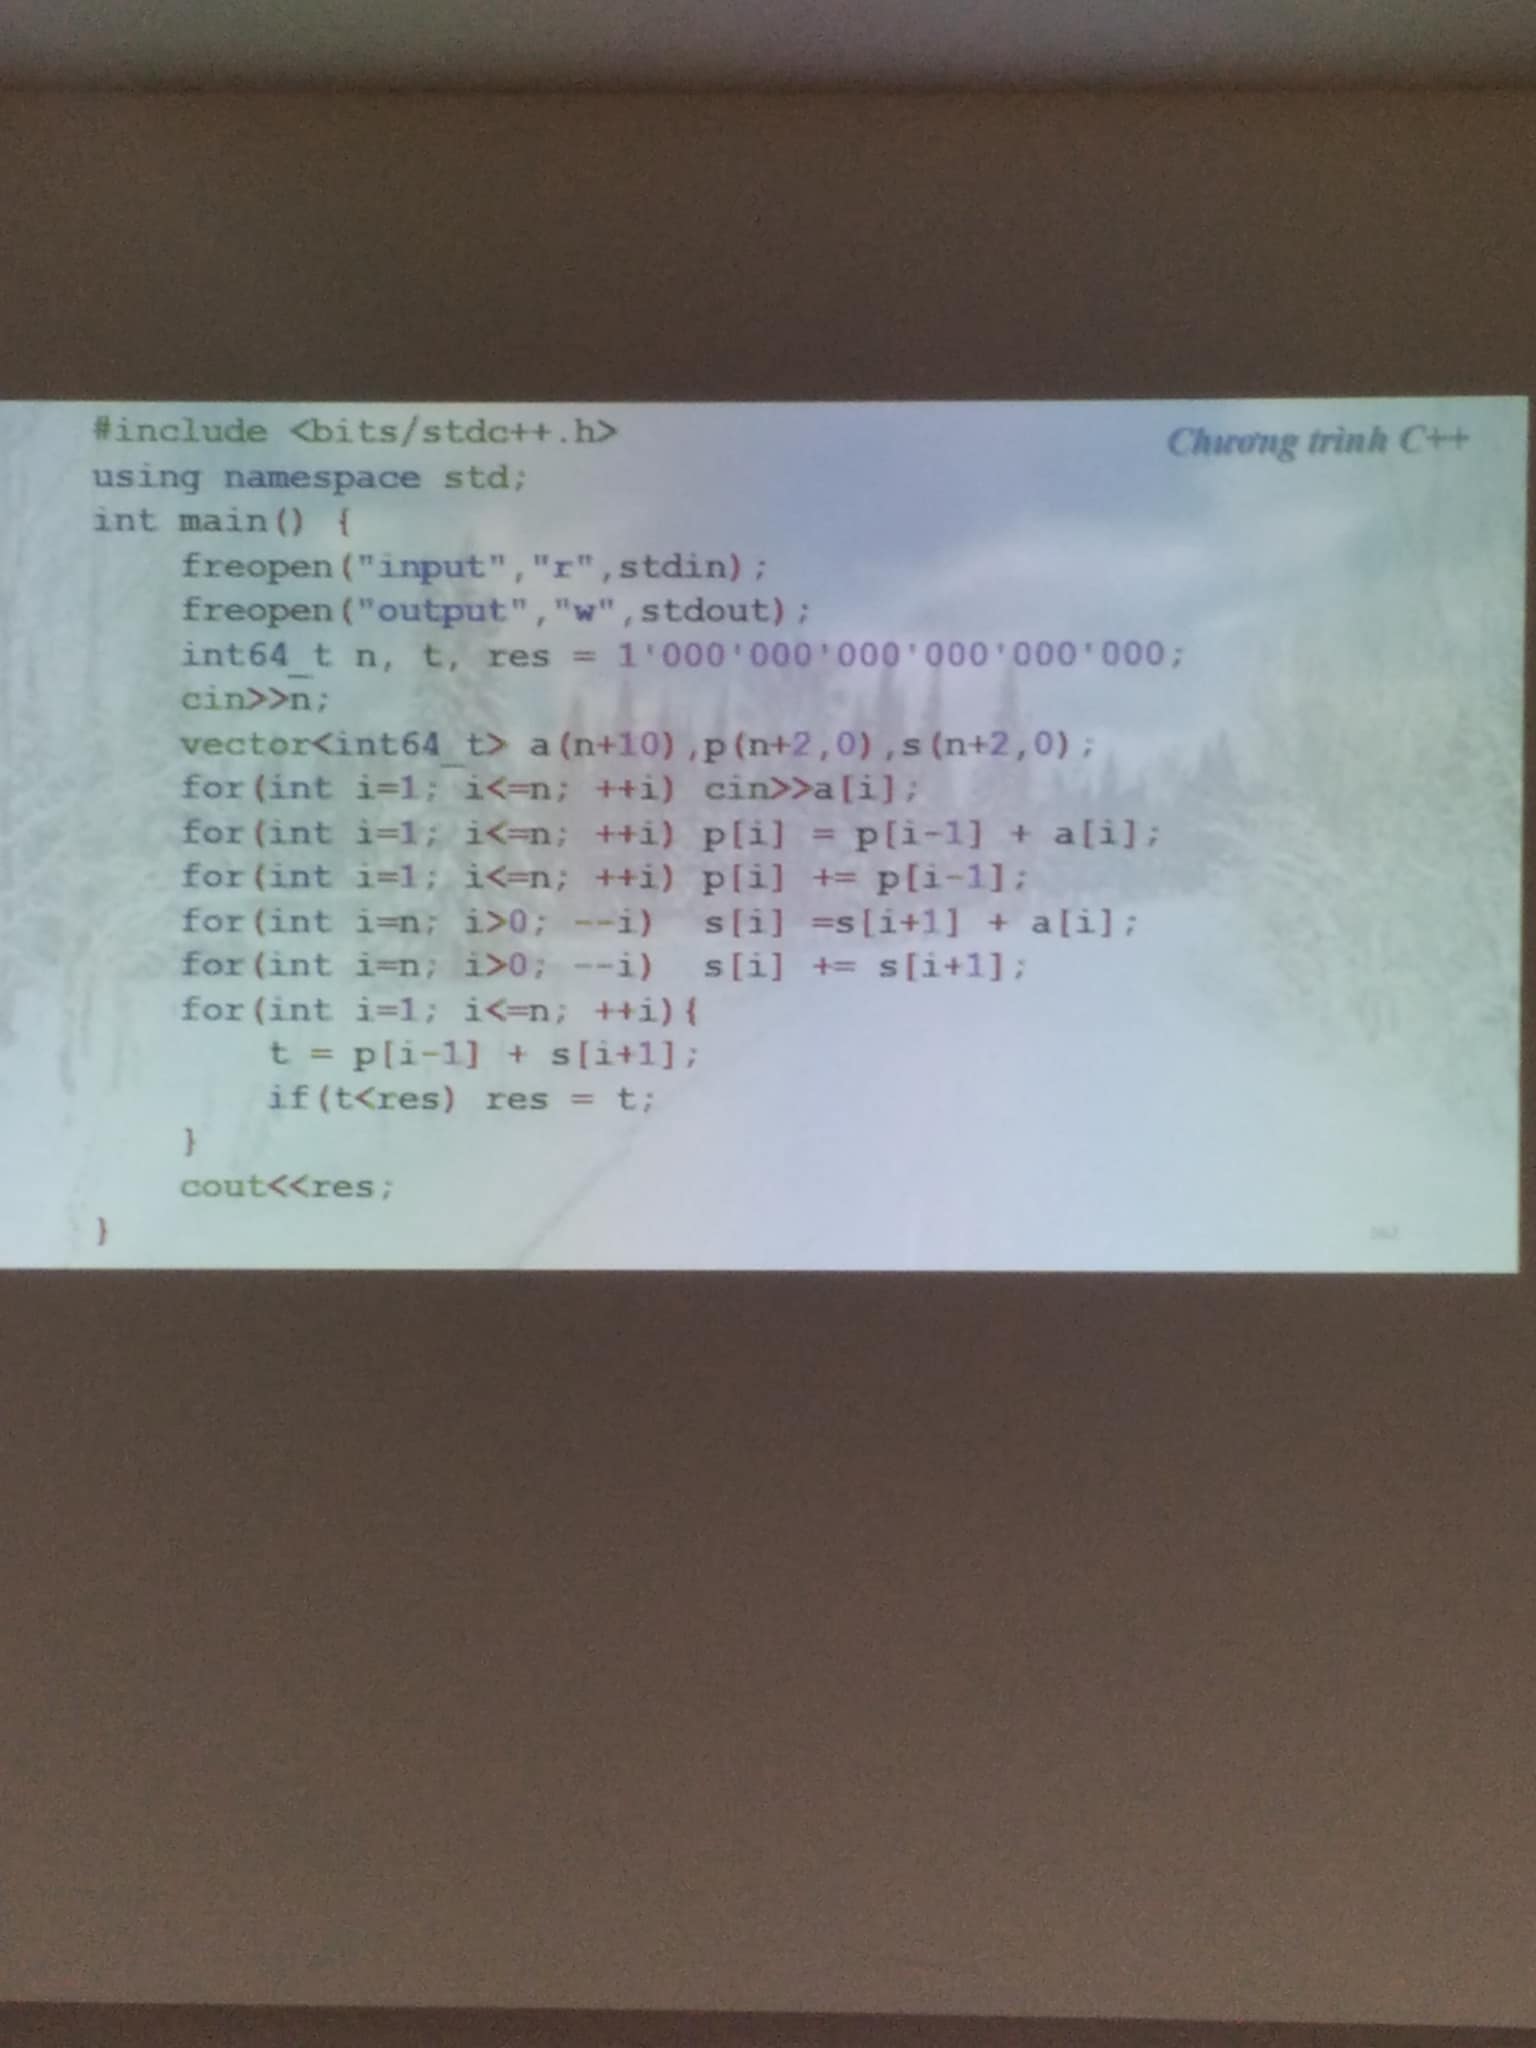 #include <bits/stdc++.h>
Chương trình C++
using namespace std;
int main() {
freopen("input","r",stdin);
freopen("output","w",stdout);
int64_t n, t, res = 1'000'000'000'000'000'000;
cin>>n;
vector<int64_t> a(n+10),p(n+2,0),s(n+2,0);
for(int i=1; i<=n; ++i) cin>>a[i];
for(int i=1; i<=n; ++i) p[i] = p[i-1] + a[i];
for(int i=1; i<=n; ++i) p[i] += p[i-1];
for(int i=n; i>0; --i) s[i] =s[i+1] + a[i];
for(int i=n; i>0; --i) s[i] += s[i+1];
for(int i=1; i<=n; ++i){
t = p[i-1] + s[i+1];
if(t<res) res = t;
}
cout<<res;
}